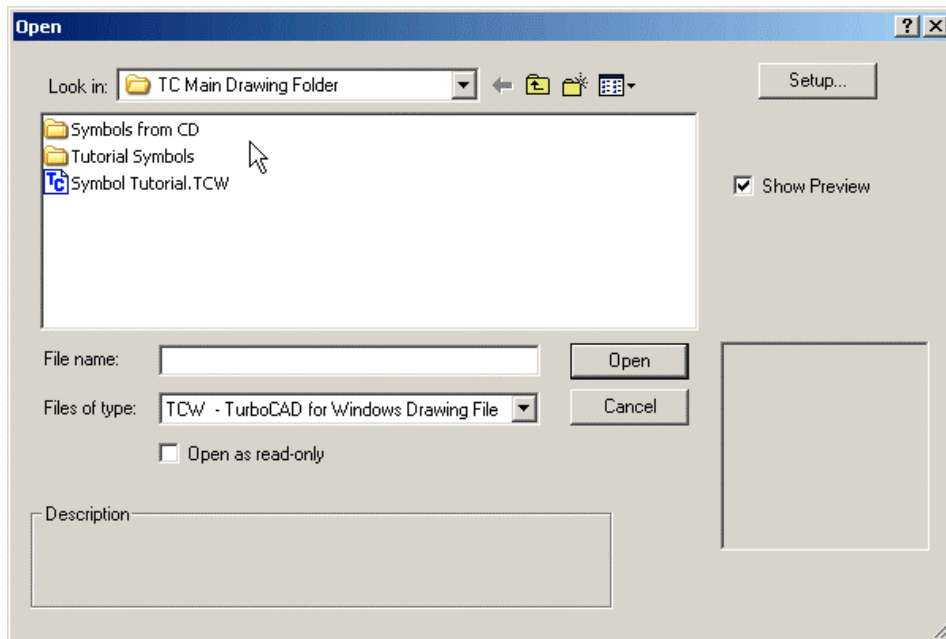 Open
Look in: TC Main Drawing Folder
Setup...
Symbols from CD
Tutorial Symbols
TC Symbol Tutorial.TCW
Show Preview
File name:
Open
Files of type: TCW - TurboCAD for Windows Drawing File
Cancel
Open as read-only
Description